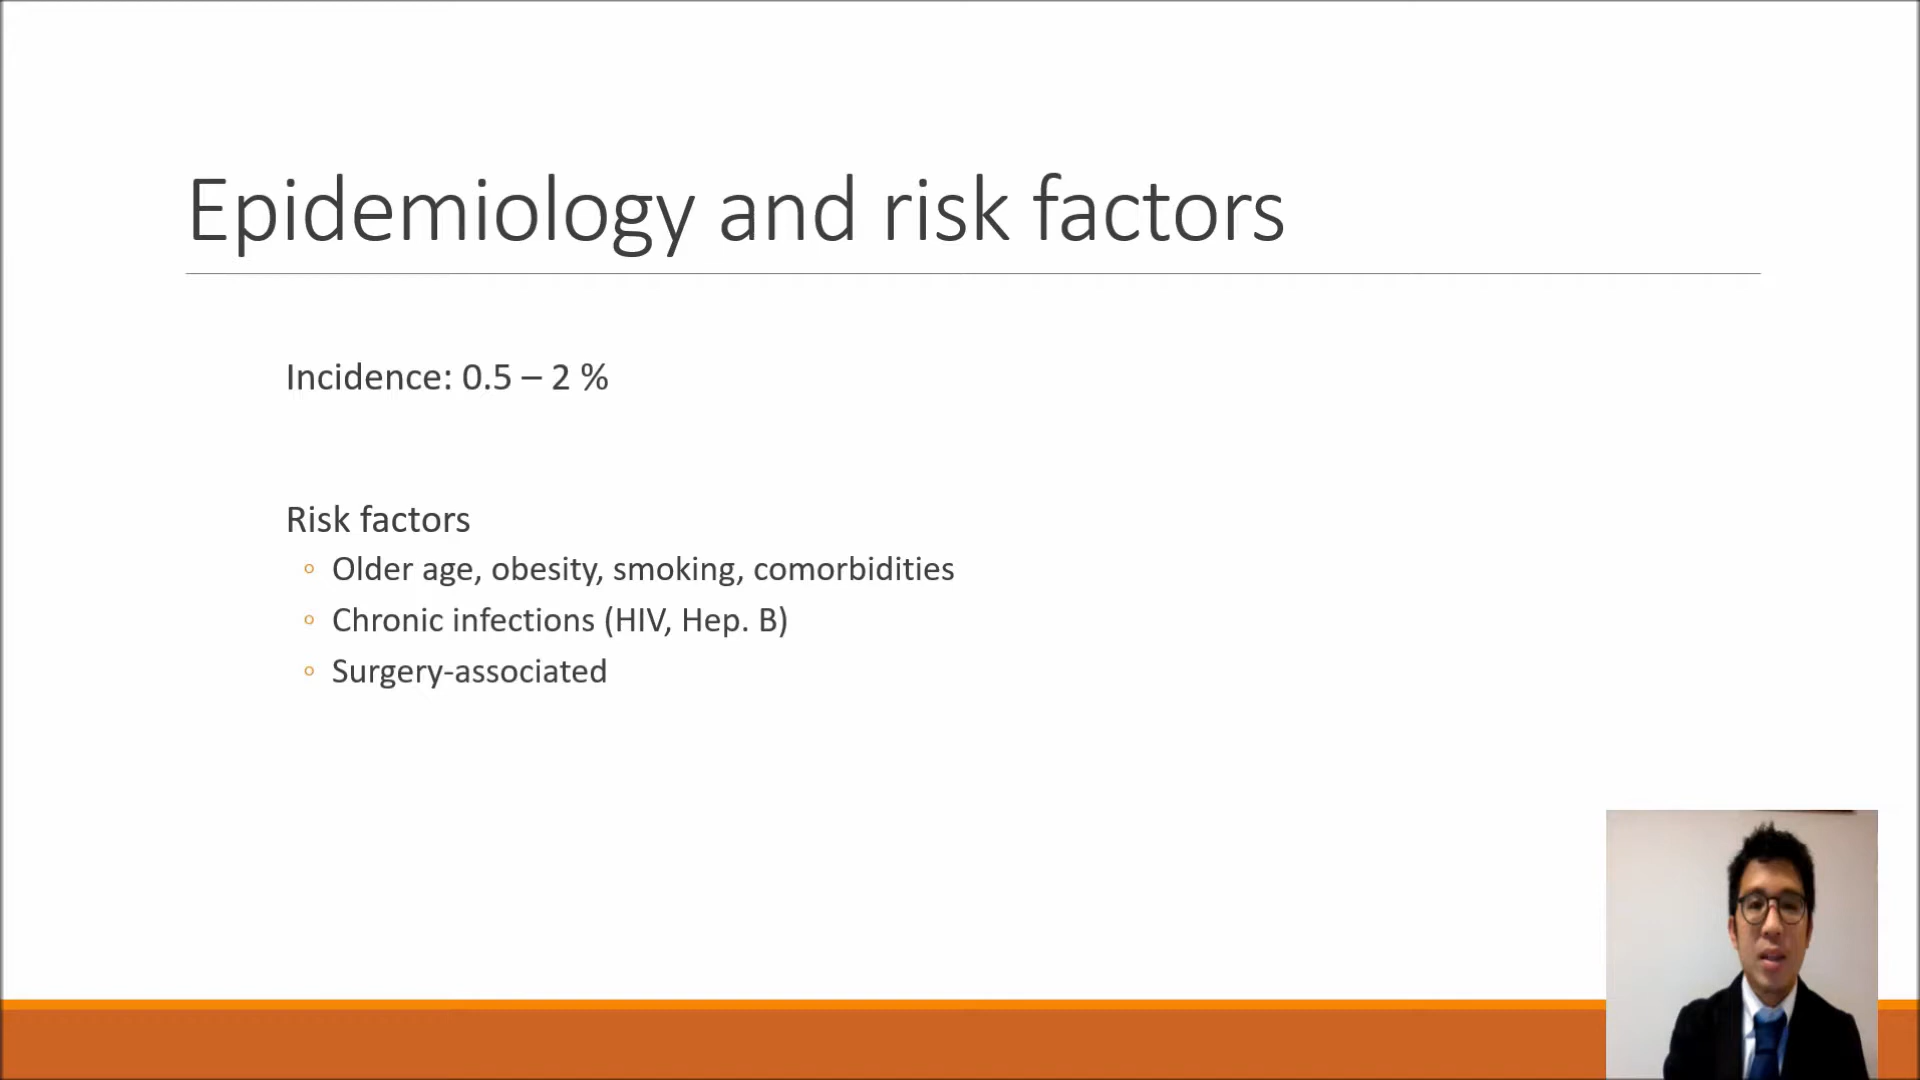 Epidemiology and risk factors
Incidence: 0.5 – 2 %
Risk factors
◦ Older age, obesity, smoking, comorbidities
◦ Chronic infections (HIV, Hep. B)
◦ Surgery-associated